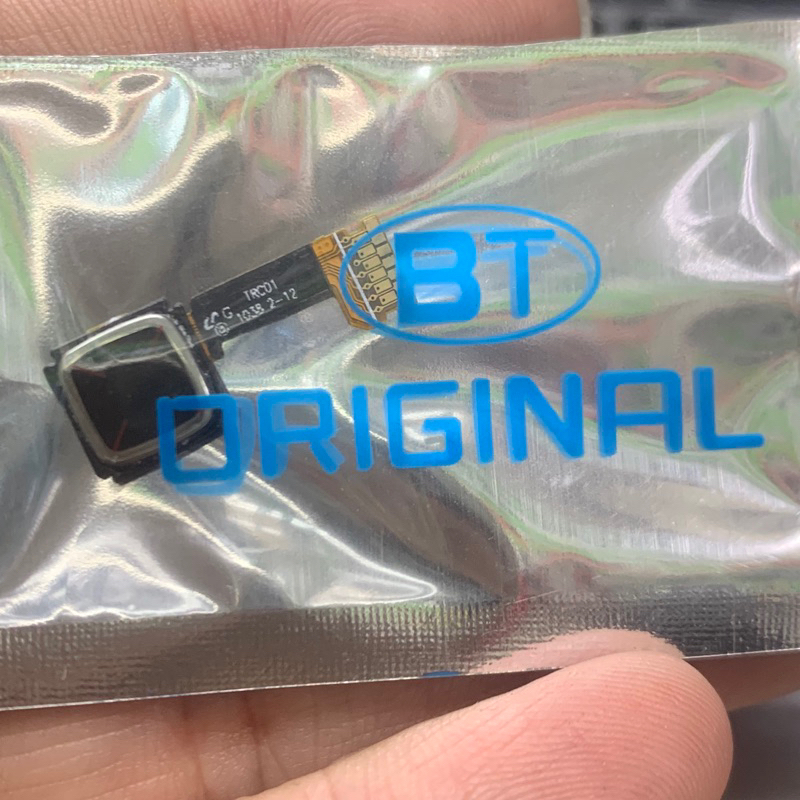 BT
TRC01
G 1038 2-12
ORIGINAL